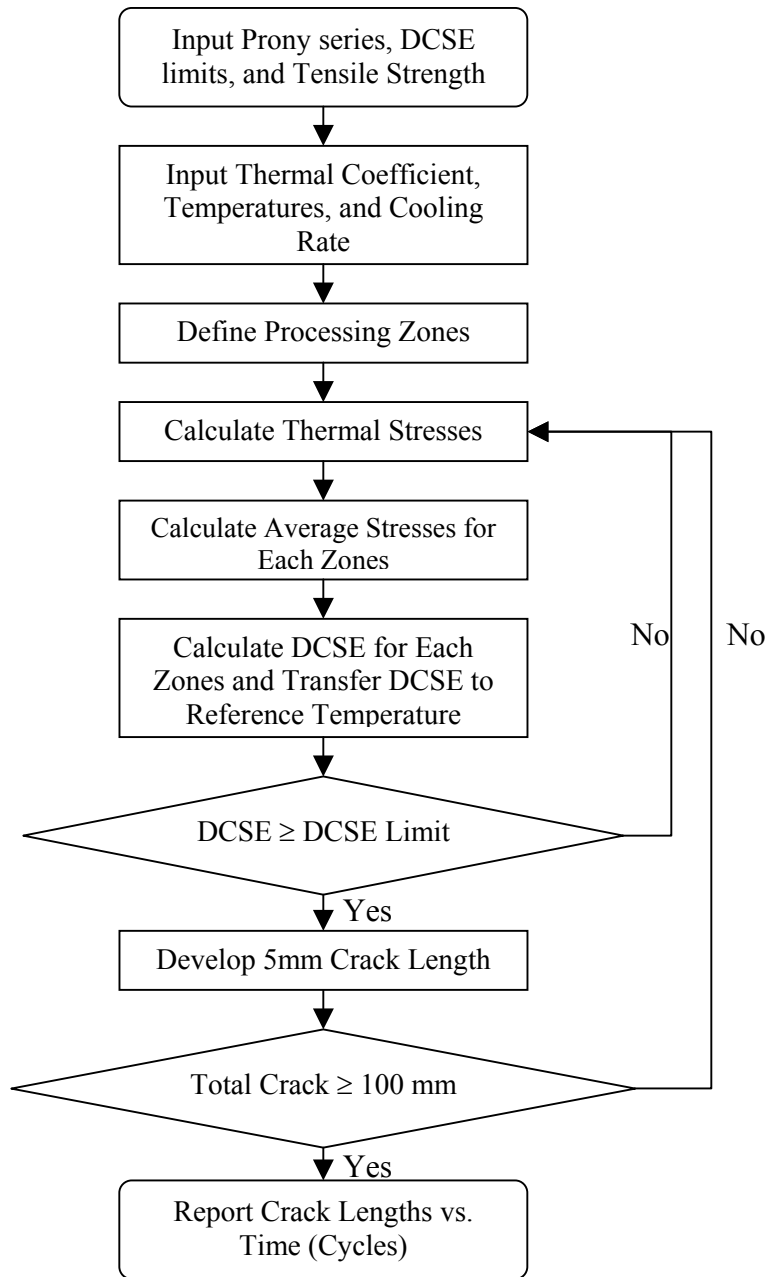 Input Prony series, DCSE
limits, and Tensile Strength
Input Thermal Coefficient,
Temperatures, and Cooling
Rate
Define Processing Zones
Calculate Thermal Stresses
Calculate Average Stresses for
Each Zones
Calculate DCSE for Each
Zones and Transfer DCSE to
Reference Temperature
No
No
DCSE ≥ DCSE Limit
Yes
Develop 5mm Crack Length
Total Crack ≥ 100 mm
Yes
Report Crack Lengths vs.
Time (Cycles)